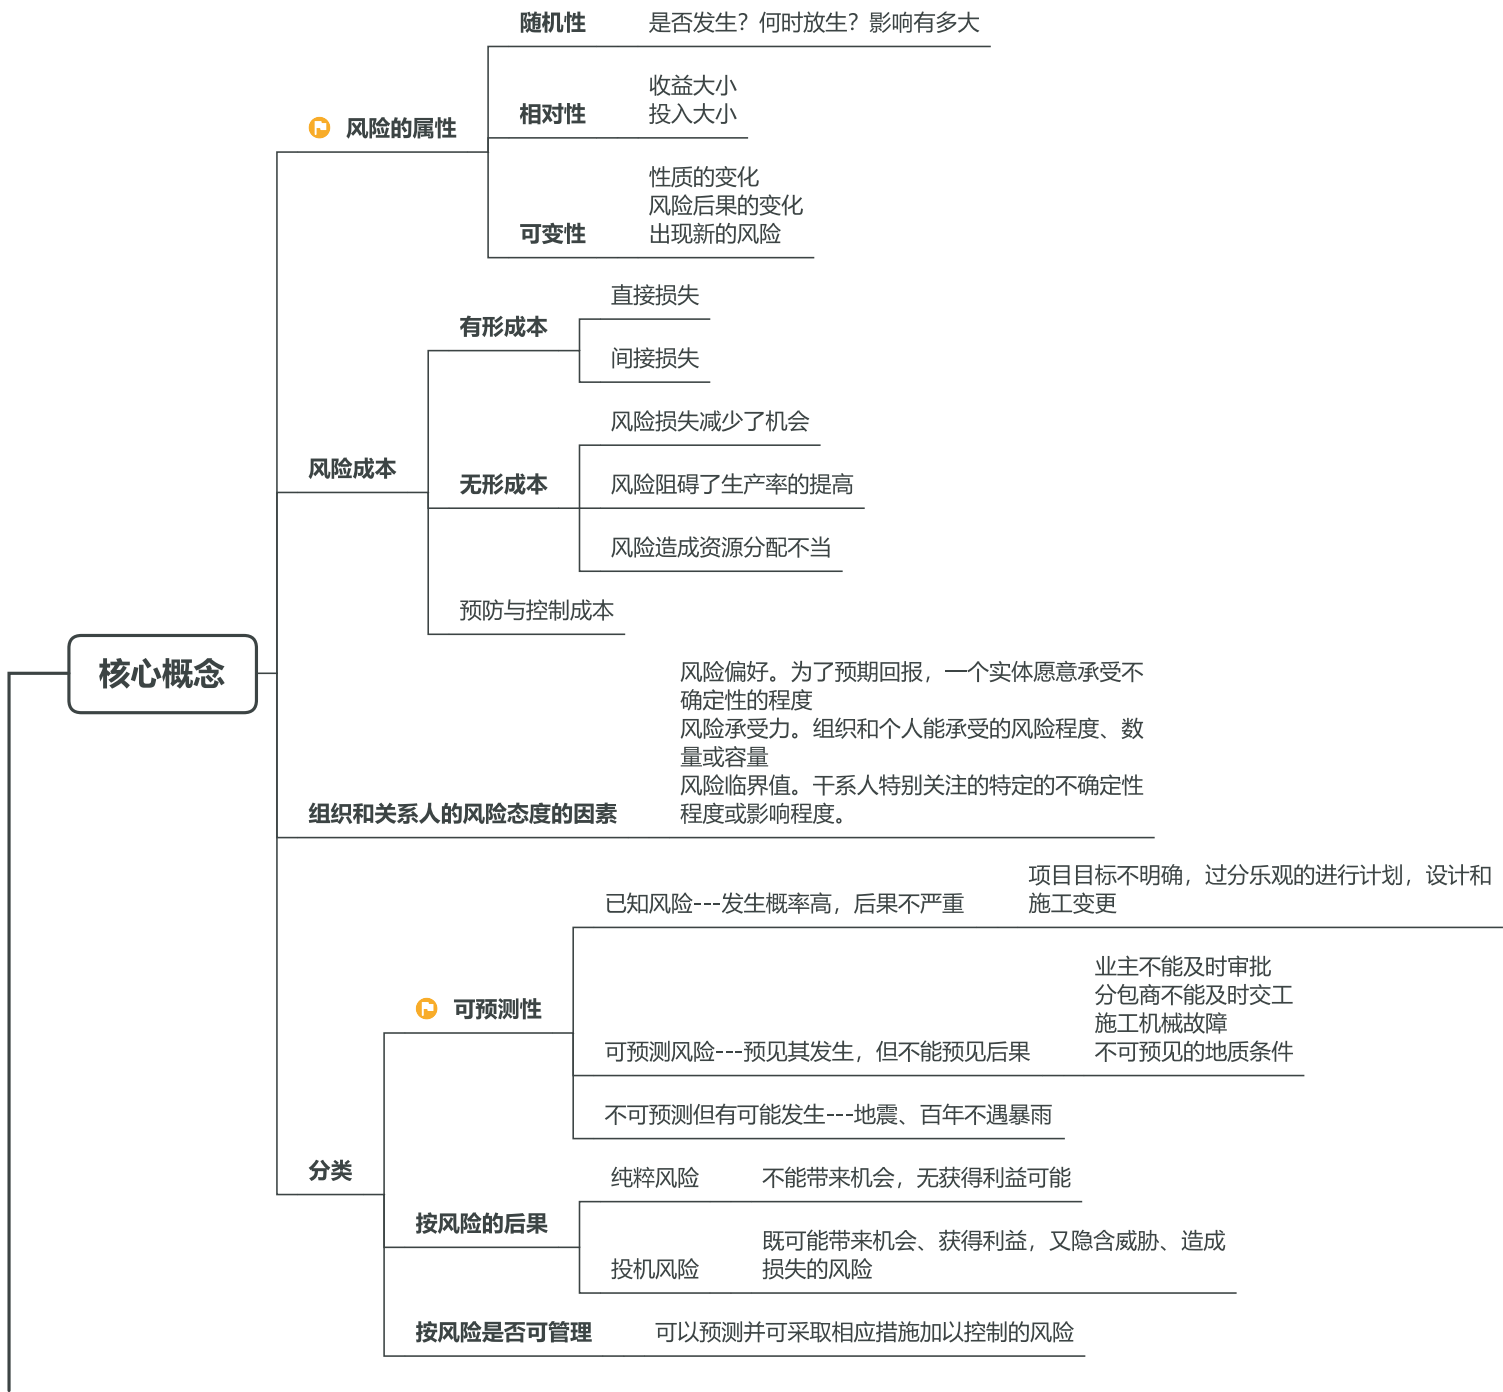 随机性
是否发生？何时放生？影响有多大
收益大小
投入大小
相对性
风险的属性
性质的变化
风险后果的变化
出现新的风险
可变性
直接损失
有形成本
间接损失
风险损失减少了机会
风险成本
无形成本
风险阻碍了生产率的提高
风险造成资源分配不当
预防与控制成本
核心概念
风险偏好。为了预期回报，一个实体愿意承受不
确定性的程度
风险承受力。组织和个人能承受的风险程度、数
量或容量
风险临界值。干系人特别关注的特定的不确定性
程度或影响程度。
组织和关系人的风险态度的因素
项目目标不明确，过分乐观的进行计划，设计和
施工变更
已知风险---发生概率高，后果不严重
业主不能及时审批
分包商不能及时交工
施工机械故障
不可预见的地质条件
可预测性
可预测风险---预见其发生，但不能预见后果
不可预测但有可能发生---地震、百年不遇暴雨
分类
纯粹风险
不能带来机会，无获得利益可能
按风险的后果
既可能带来机会、获得利益，又隐含威胁、造成
损失的风险
投机风险
按风险是否可管理
可以预测并可采取相应措施加以控制的风险